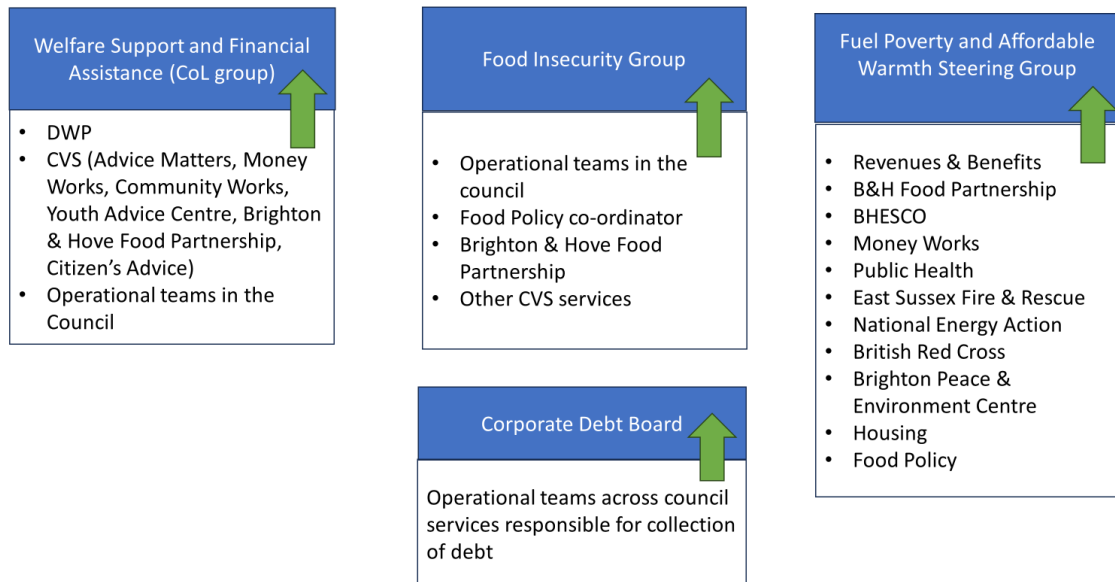 Welfare Support and Financial
Assistance (CoL group)
• DWP
• CVS (Advice Matters, Money
Works, Community Works,
Youth Advice Centre, Brighton
& Hove Food Partnership,
Citizen’s Advice)
• Operational teams in the
Council
Food Insecurity Group
• Operational teams in the
council
• Food Policy co-ordinator
• Brighton & Hove Food
Partnership
• Other CVS services
Corporate Debt Board
Operational teams across council
services responsible for collection
of debt
Fuel Poverty and Affordable
Warmth Steering Group
• Revenues & Benefits
• B&H Food Partnership
• BHESCO
• Money Works
• Public Health
• East Sussex Fire & Rescue
• National Energy Action
• British Red Cross
• Brighton Peace &
Environment Centre
• Housing
• Food Policy